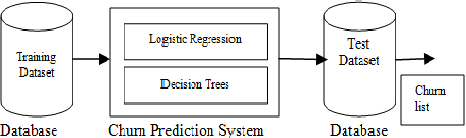 Training
Dataset
Database
Logistic Regression
Decision Trees
Churn Prediction System
Test
Dataset
Database
Churn
list